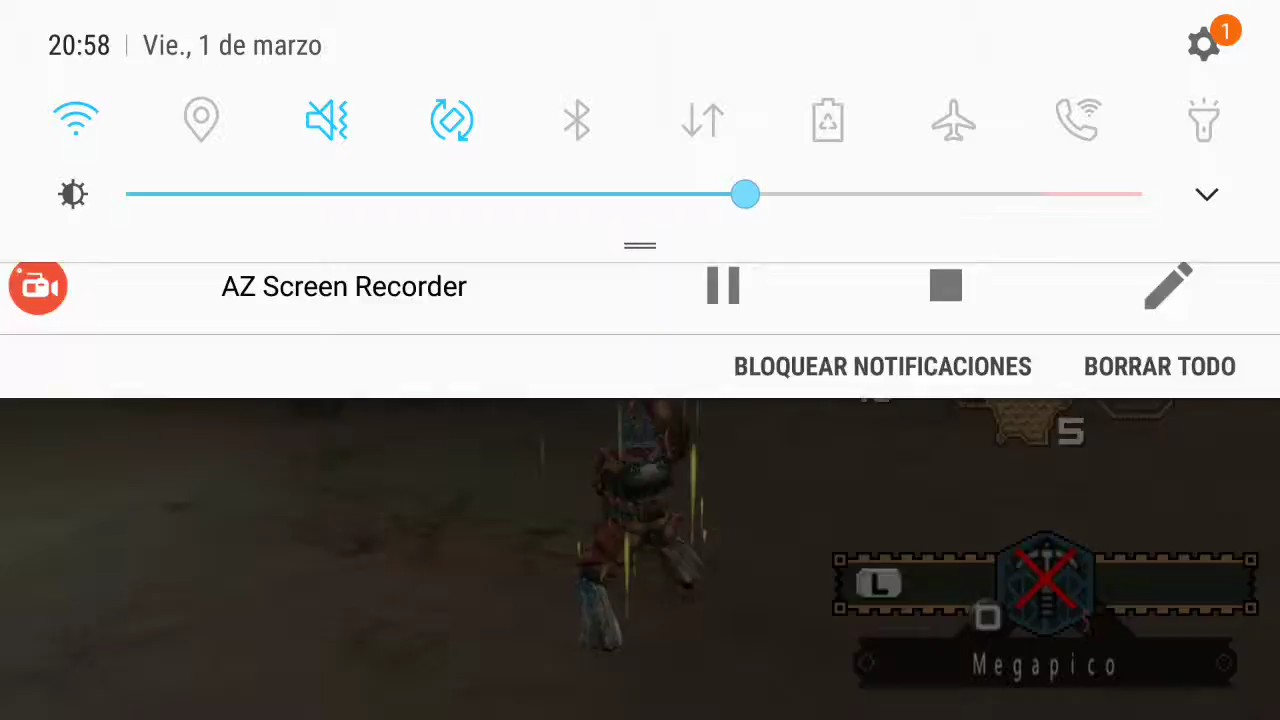 20:58 | Vie., 1 de marzo
1
AZ Screen Recorder
BLOQUEAR NOTIFICACIONES BORRAR TODO
5
L
Megapico